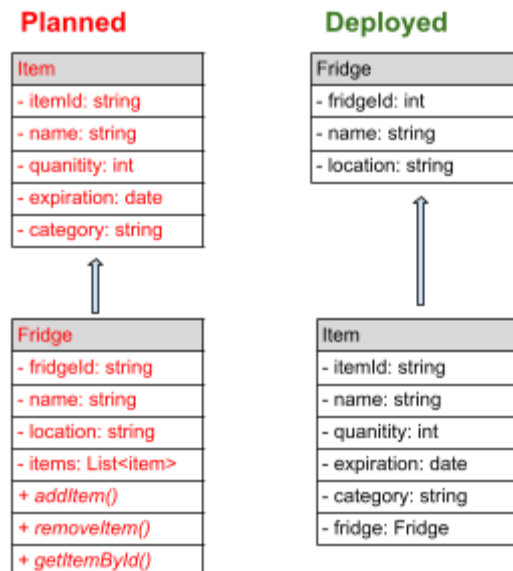 Planned
Item
- itemId: string
- name: string
- quanitity: int
- expiration: date
- category: string
Fridge
- fridgeId: string
- name: string
- location: string
- items: List<item>
+ addItem()
+ removeItem()
+ getItemById()
Deployed
Fridge
- fridgeId: int
- name: string
- location: string
Item
- itemId: string
- name: string
- quanitity: int
- expiration: date
- category: string
- fridge: Fridge